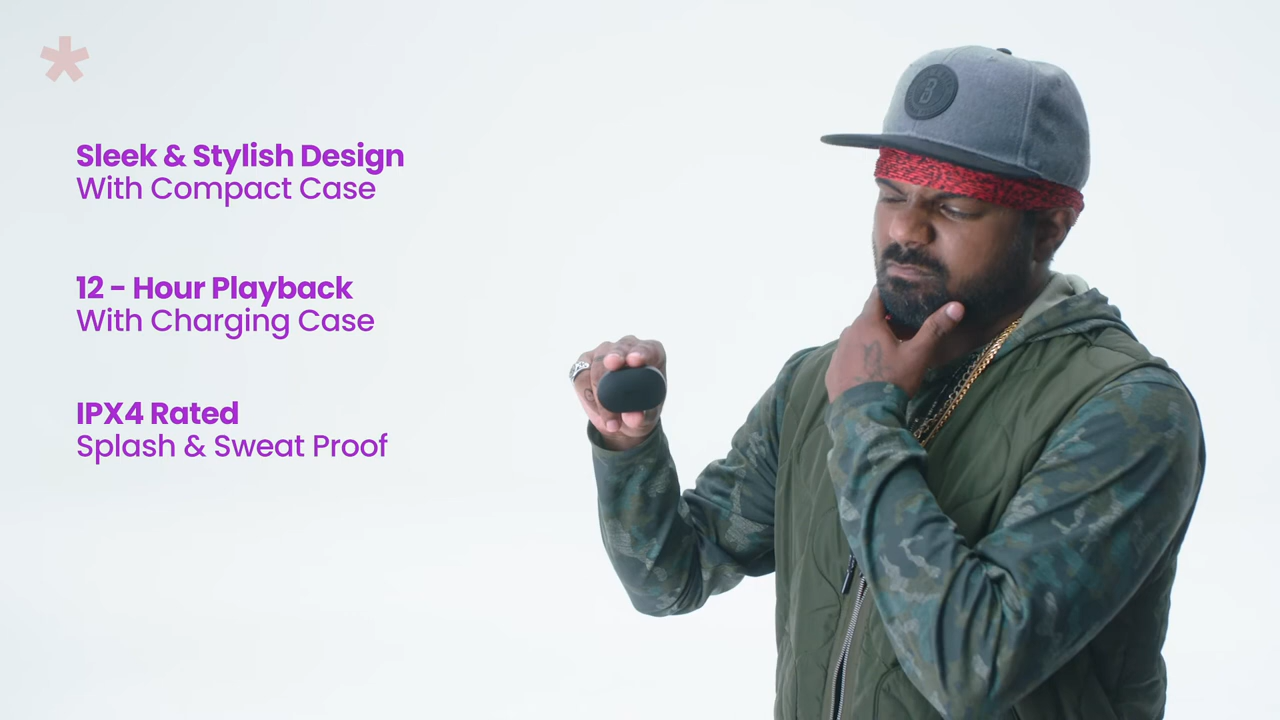 Sleek & Stylish Design
With Compact Case
12 - Hour Playback
With Charging Case
IPX4 Rated
Splash & Sweat Proof